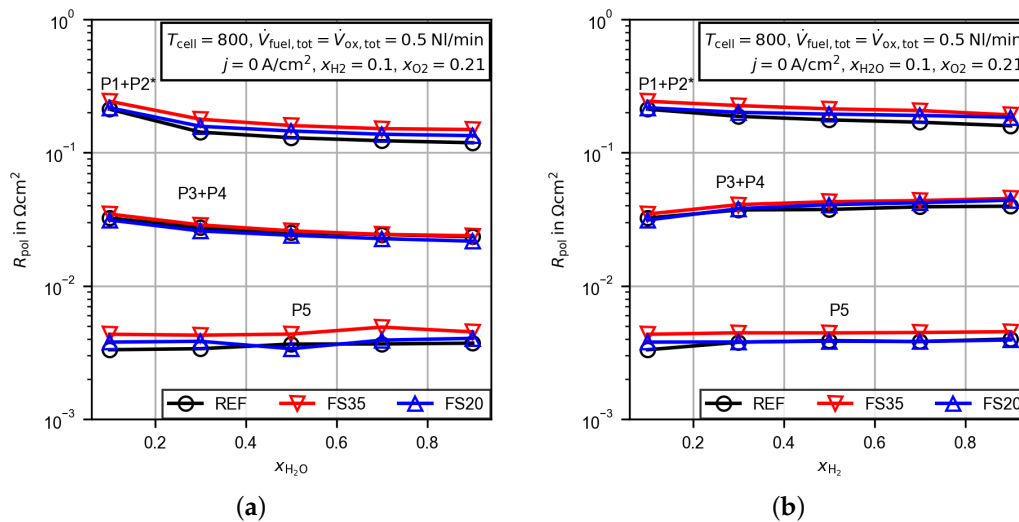 T_cell = 800, V̇_fuel,tot = V̇_ox,tot = 0.5 Nl/min
j = 0 A/cm², x_H2 = 0.1, x_O2 = 0.21
P1+P2*
P3+P4
P5
REF FS35 FS20
10⁰
10⁻¹
10⁻²
10⁻³
R_pol in Ωcm²
0.2 0.4 0.6 0.8
x_H₂O
(a)
T_cell = 800, V̇_fuel,tot = V̇_ox,tot = 0.5 Nl/min
j = 0 A/cm², x_H2O = 0.1, x_O2 = 0.21
P1+P2*
P3+P4
P5
REF FS35 FS20
10⁰
10⁻¹
10⁻²
10⁻³
R_pol in Ωcm²
0.2 0.4 0.6 0.8
x_H₂
(b)